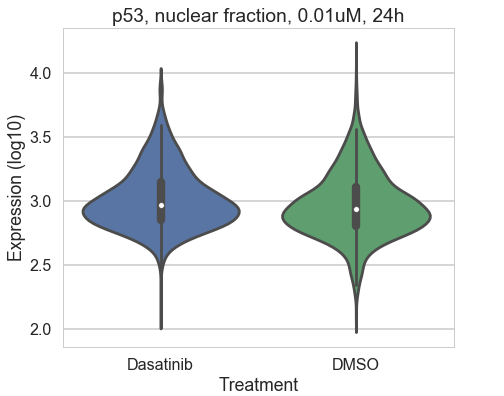 p53, nuclear fraction, 0.01uM, 24h
Expression (log10)
4.0
3.5
3.0
2.5
2.0
Dasatinib DMSO
Treatment